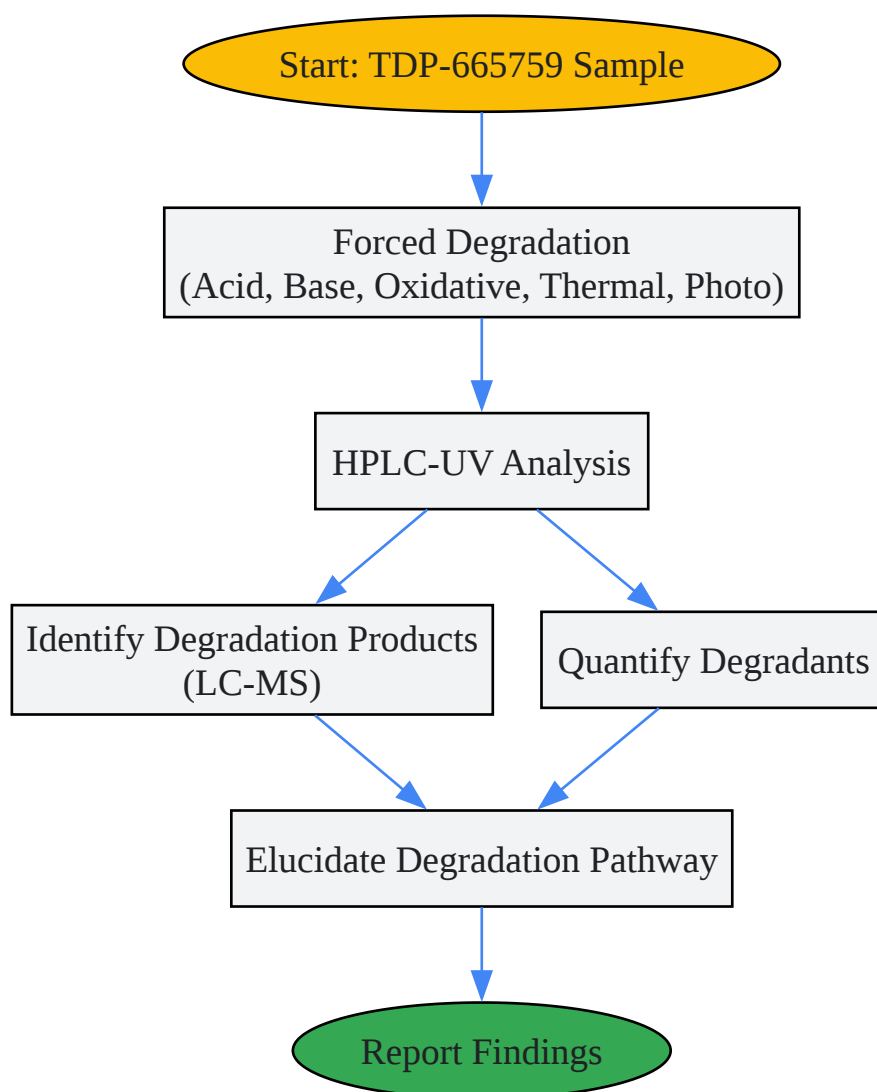 Start: TDP-665759 Sample
Forced Degradation
(Acid, Base, Oxidative, Thermal, Photo)
HPLC-UV Analysis
Identify Degradation Products
(LC-MS)
Quantify Degradants
Elucidate Degradation Pathway
Report Findings